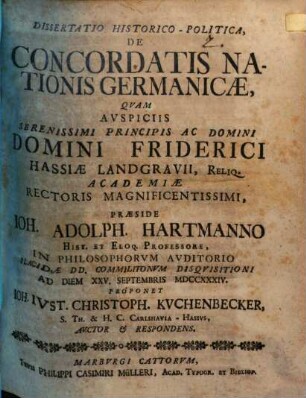 DISSERTATIO HISTORICO-POLITICA,
DE
CONCORDATIS NA-
TIONIS GERMANICÆ,
QVAM
AVSPICIIS
SERENISSIMI PRINCIPIS AC DOMINI
DOMINI FRIDERICI
HASSIÆ LANDGRAVII, RELIQ.
ACADEMIÆ
RECTORIS MAGNIFICENTISSIMI,
PRÆSIDE
IOH. ADOLPH. HARTMANNO
HIST. ET ELOQ. PROFESSORE,
IN PHILOSOPHORVM AVDITORIO
PLACIDÆ DD. COMMILITONVM DISQVISITIONI
AD DIEM XXV. SEPTEMBRIS MDCCXXXIV.
PROPONET
IOH. IVST. CHRISTOPH. KVCHENBECKER,
S. TH & H. C. CARLSHAVIA-HASSVS,
AVCTOR & RESPONDENS.
MARBVRGI CATTORVM,
PHILIPPI CASIMIRI MÜLLERI, ACAD. TYPOGR. ET BIBLIOP.